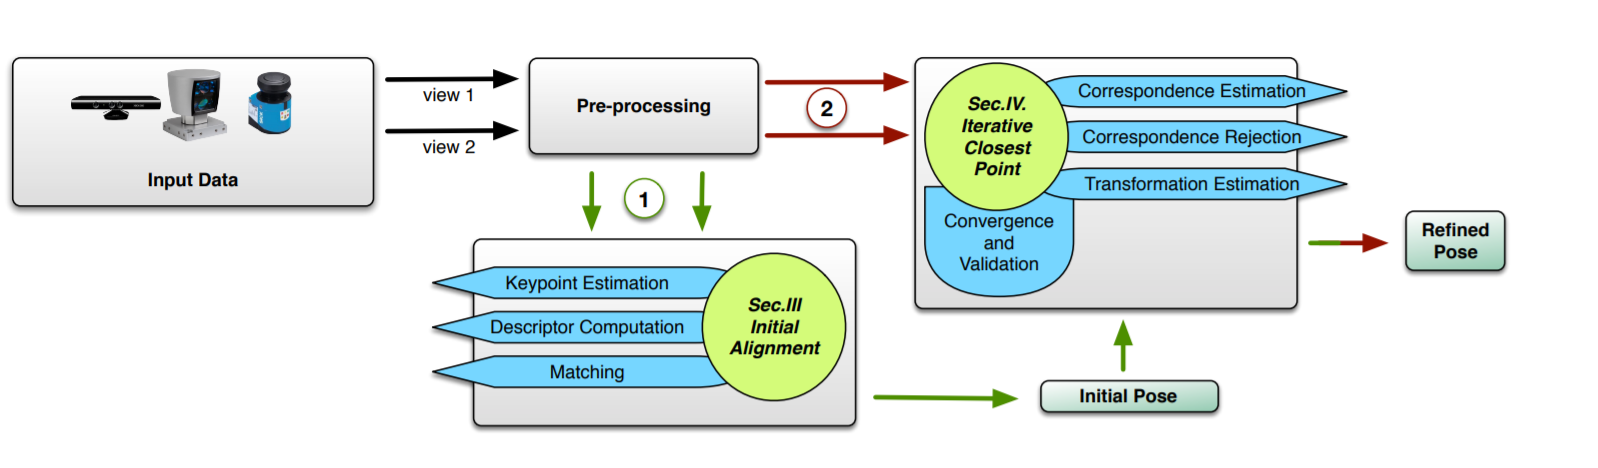 Input Data
view 1
view 2
Pre-processing
1
2
Sec.III
Initial
Alignment
Keypoint Estimation
Descriptor Computation
Matching
Initial Pose
Sec.IV.
Iterative
Closest
Point
Correspondence Estimation
Correspondence Rejection
Transformation Estimation
Convergence
and
Validation
Refined
Pose